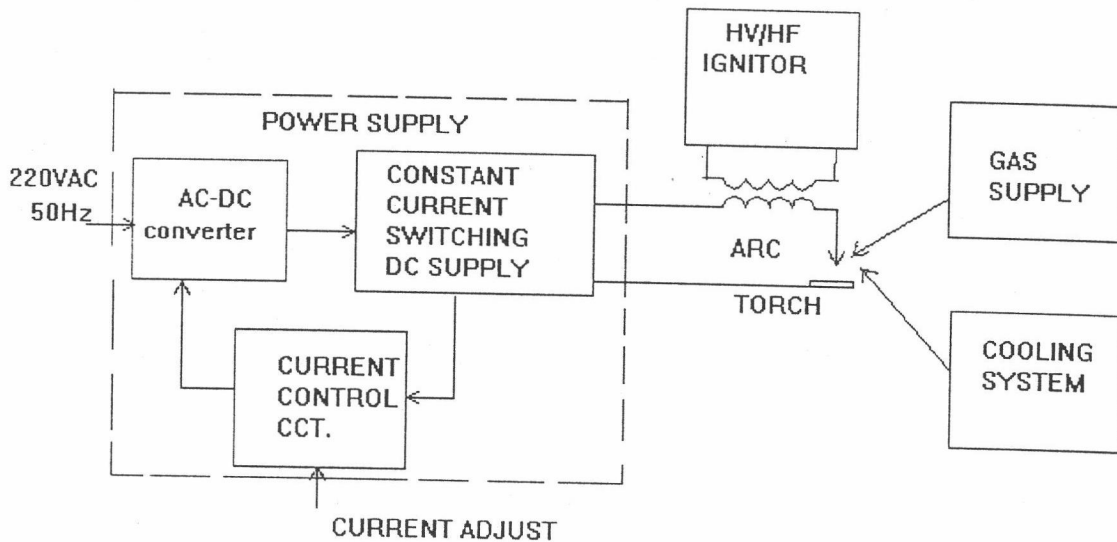 HV/HF
IGNITOR
POWER SUPPLY
220VAC
50Hz
AC-DC
converter
CONSTANT
CURRENT
SWITCHING
DC SUPPLY
GAS
SUPPLY
ARC
TORCH
CURRENT
CONTROL
CCT.
COOLING
SYSTEM
CURRENT ADJUST